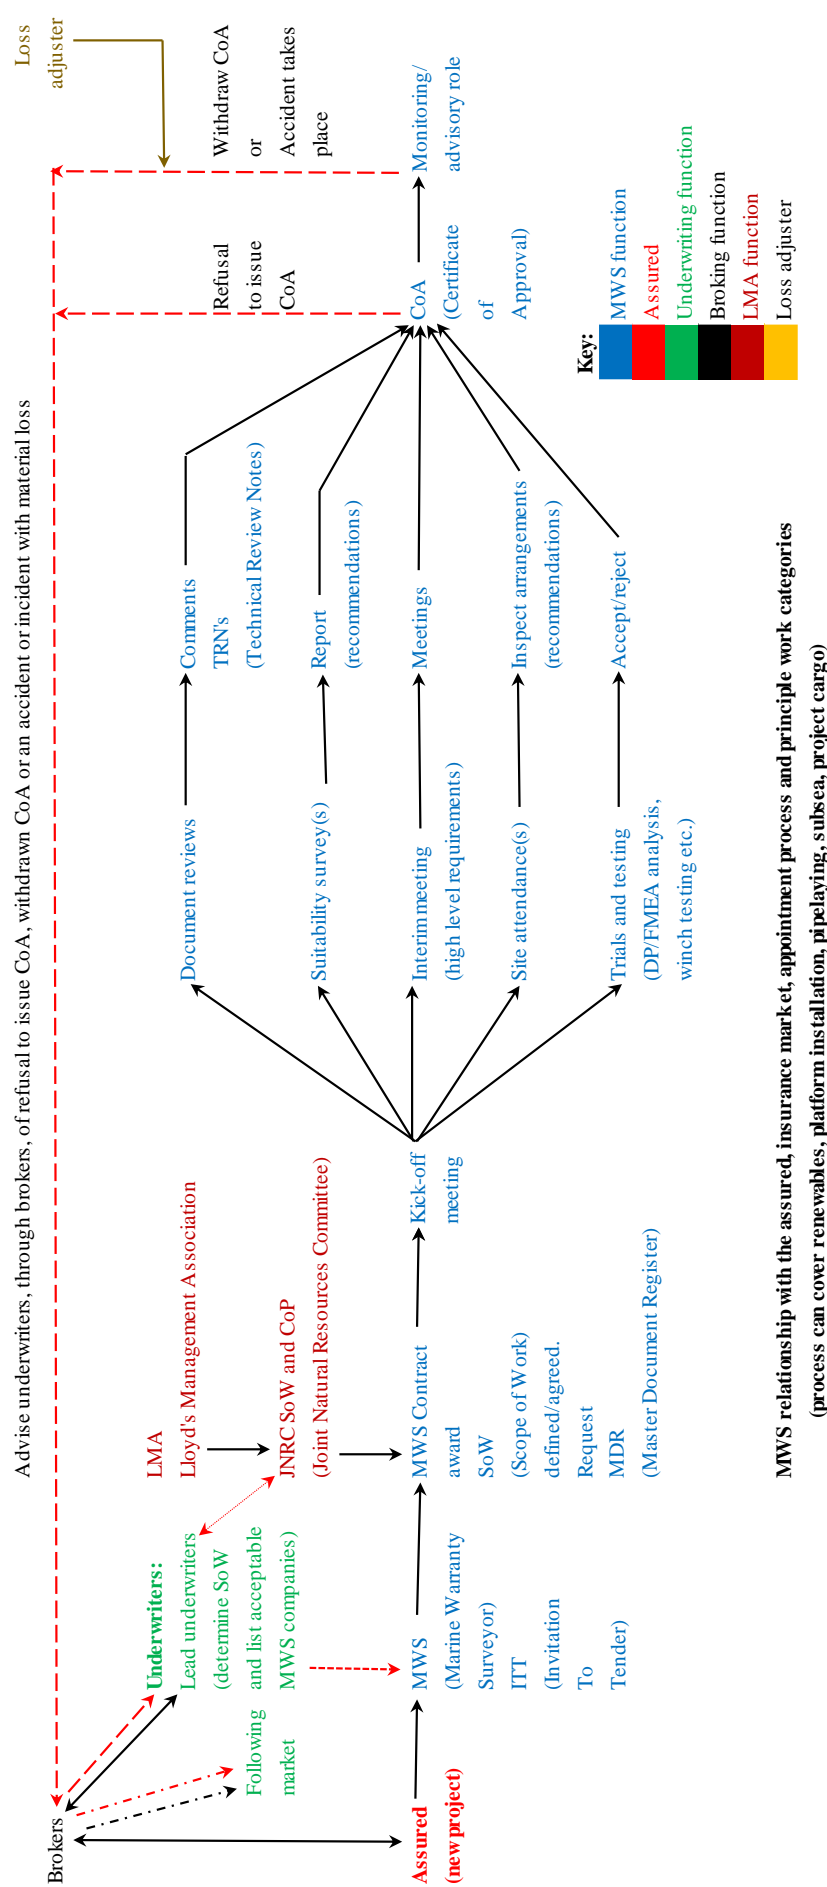 Advise underwriters, through brokers, of refusal to issue CoA, withdrawn CoA or an accident or incident with material loss
Loss
adjuster
Brokers
Underwriters:
Lead underwriters
(detemine SoW
and list acceptable
MWS companies)
Following
market
LMA
Lloyd's Management Association
JNRC SoW and CoP
(Joint Natural Resources Committee)
Assured
(new project)
MWS
(Marine Warranty
Surveyor)
ITT
(Invitation
To
Tender)
MWS Contract
award
SoW
(Scope of Work)
defined/agreed.
Request
MDR
(Master Document Register)
Kick-off
meeting
Document reviews
Suitability survey(s)
Interim meeting
(high level requirements)
Site attendance(s)
Trials and testing
(DP/FMEA analysis,
winch testing etc.)
Comments
TRN's
(Technical Review Notes)
Report
(recommendations)
Meetings
Inspect arrangements
(recommendations)
Accept/reject
Refusal
to issue
CoA
CoA
(Certificate
of
Approval)
Withdraw CoA
or
Accident takes
place
Monitoring/
advisory role
Key:
MWS function
Assured
Underwriting function
Broking function
LMA function
Loss adjuster
MWS relationship with the assured, insurance market, appointment process and principle work categories
(process can cover renewables, platform installation, pipelaying, subsea, project cargo)